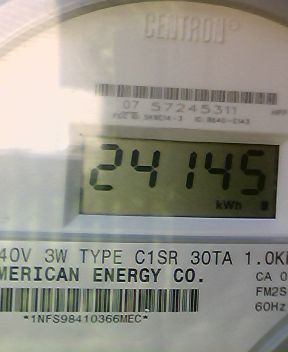 CENTRON®
07 57245311
24145
kWh
40V 3W TYPE C1SR 30TA 1.0K
MERICAN ENERGY CO.
CA 0
FM2S
60Hz
*1NFS98410366MEC*